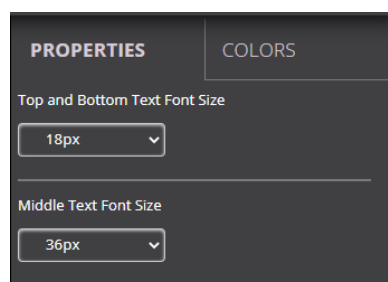 PROPERTIES COLORS
Top and Bottom Text Font Size
18px
Middle Text Font Size
36px